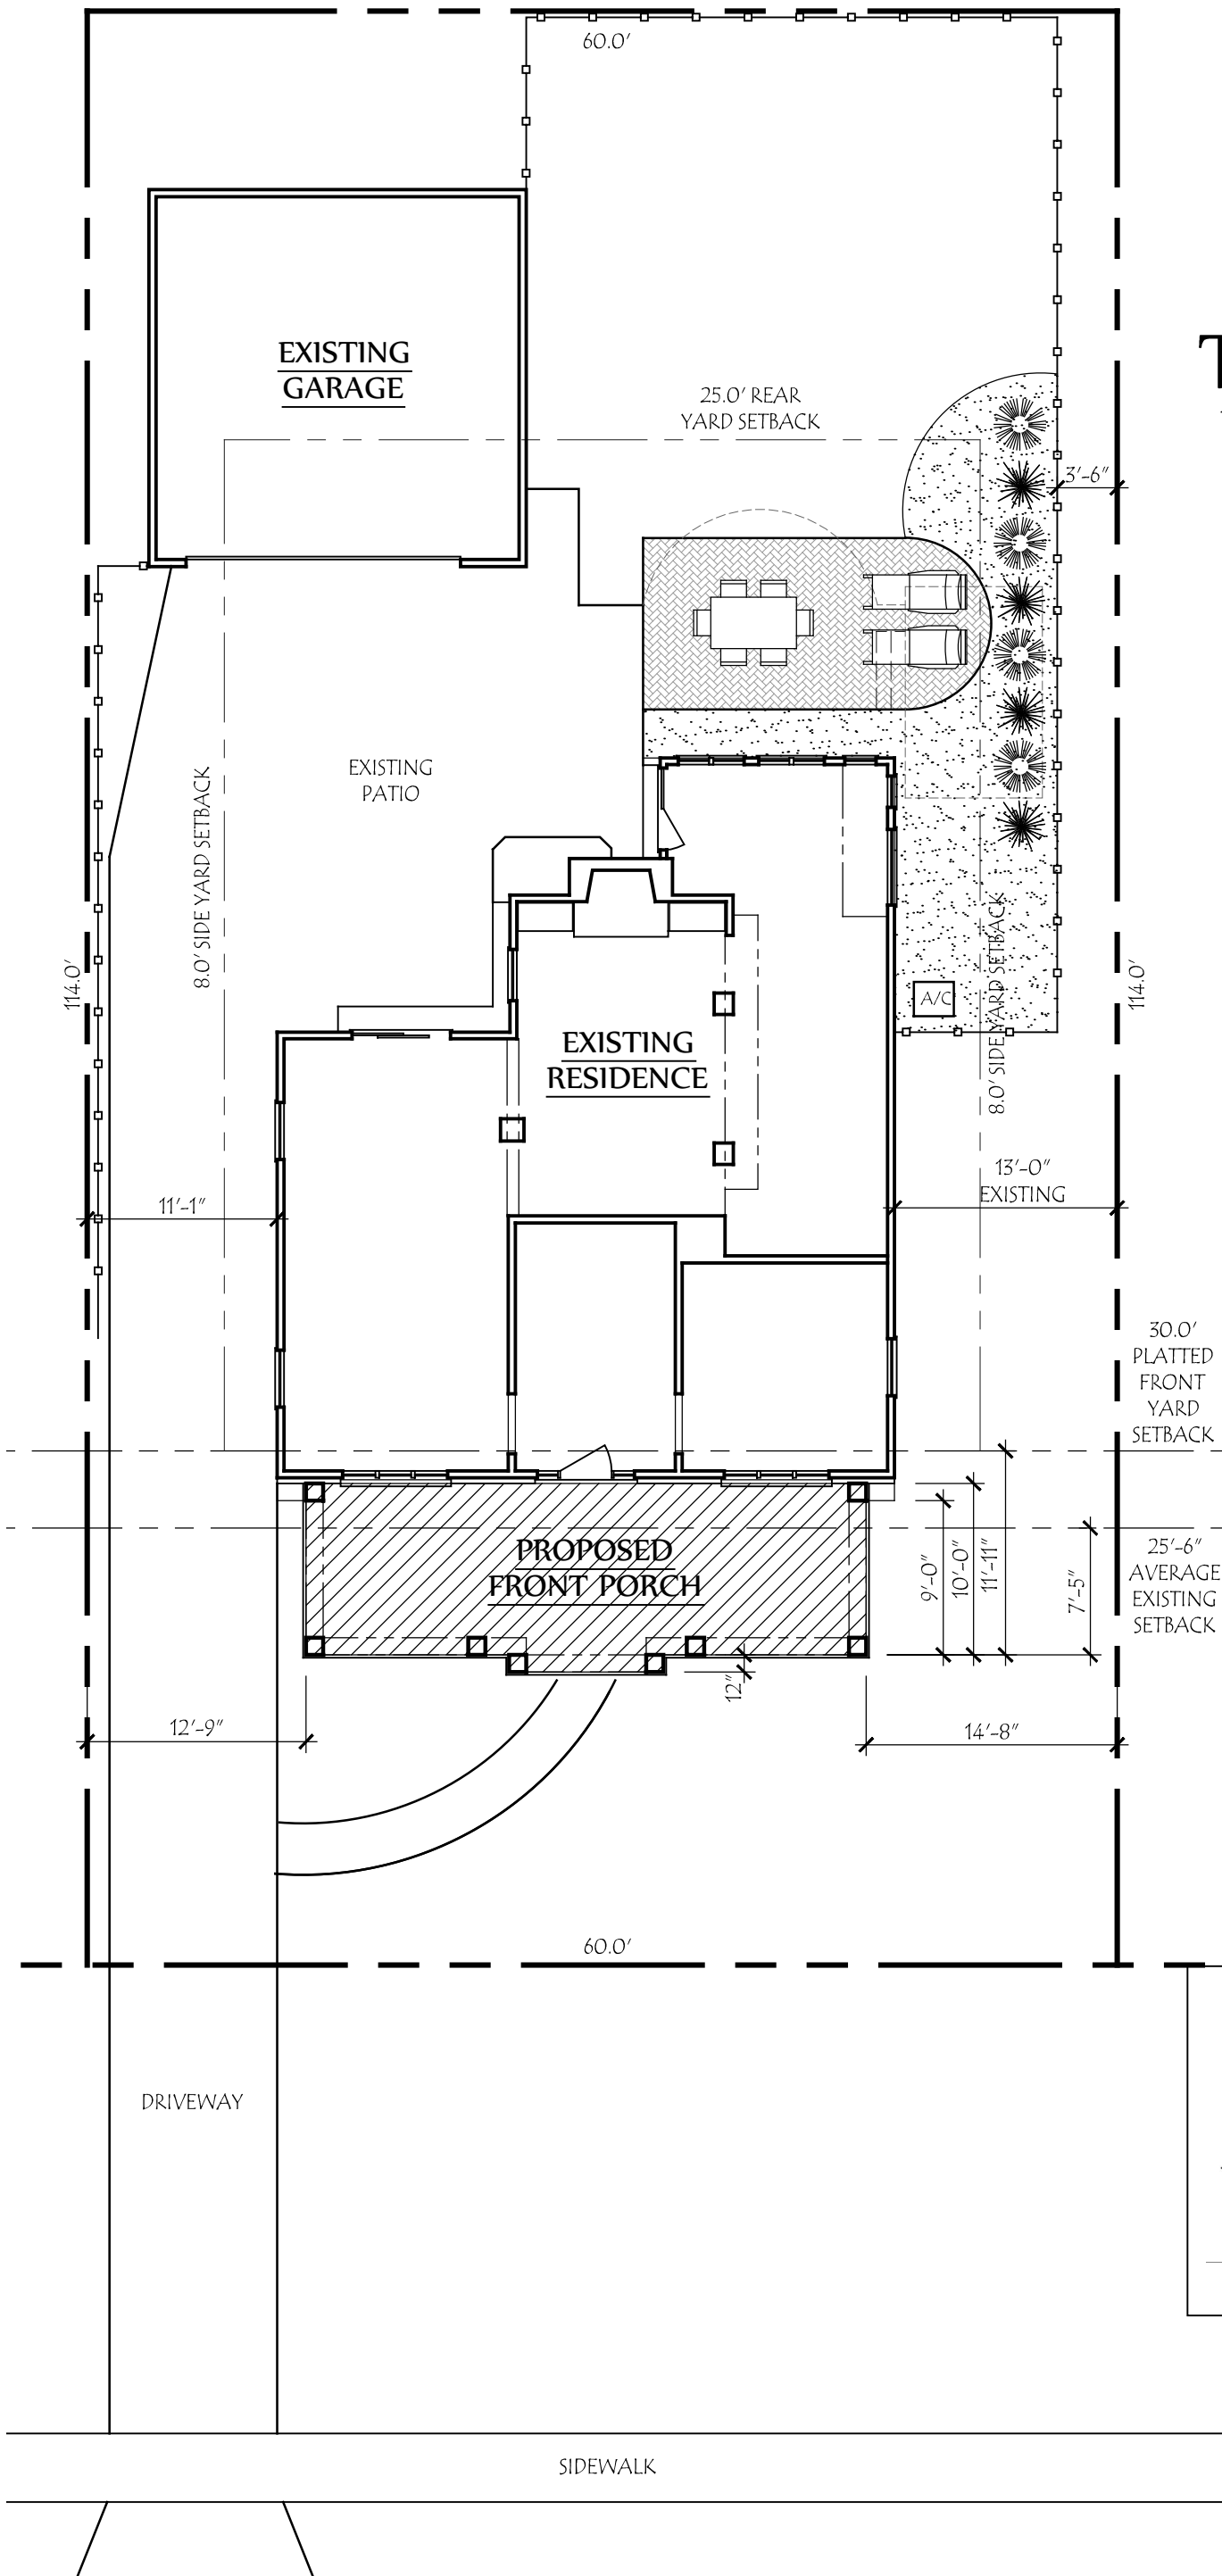 60.0'
EXISTING
GARAGE
25.0' REAR
YARD SETBACK
3'-6"
EXISTING
PATIO
8.0' SIDE YARD SETBACK
8.0' SIDE YARD SETBACK
114.0'
114.0'
A/C
EXISTING
RESIDENCE
13'-0"
EXISTING
11'-1"
30.0'
PLATTED
FRONT
YARD
SETBACK
PROPOSED
FRONT PORCH
9'-0"
10'-0"
11'-11"
7'-5"
25'-6"
AVERAGE
EXISTING
SETBACK
12"
12'-9"
14'-8"
60.0'
DRIVEWAY
SIDEWALK